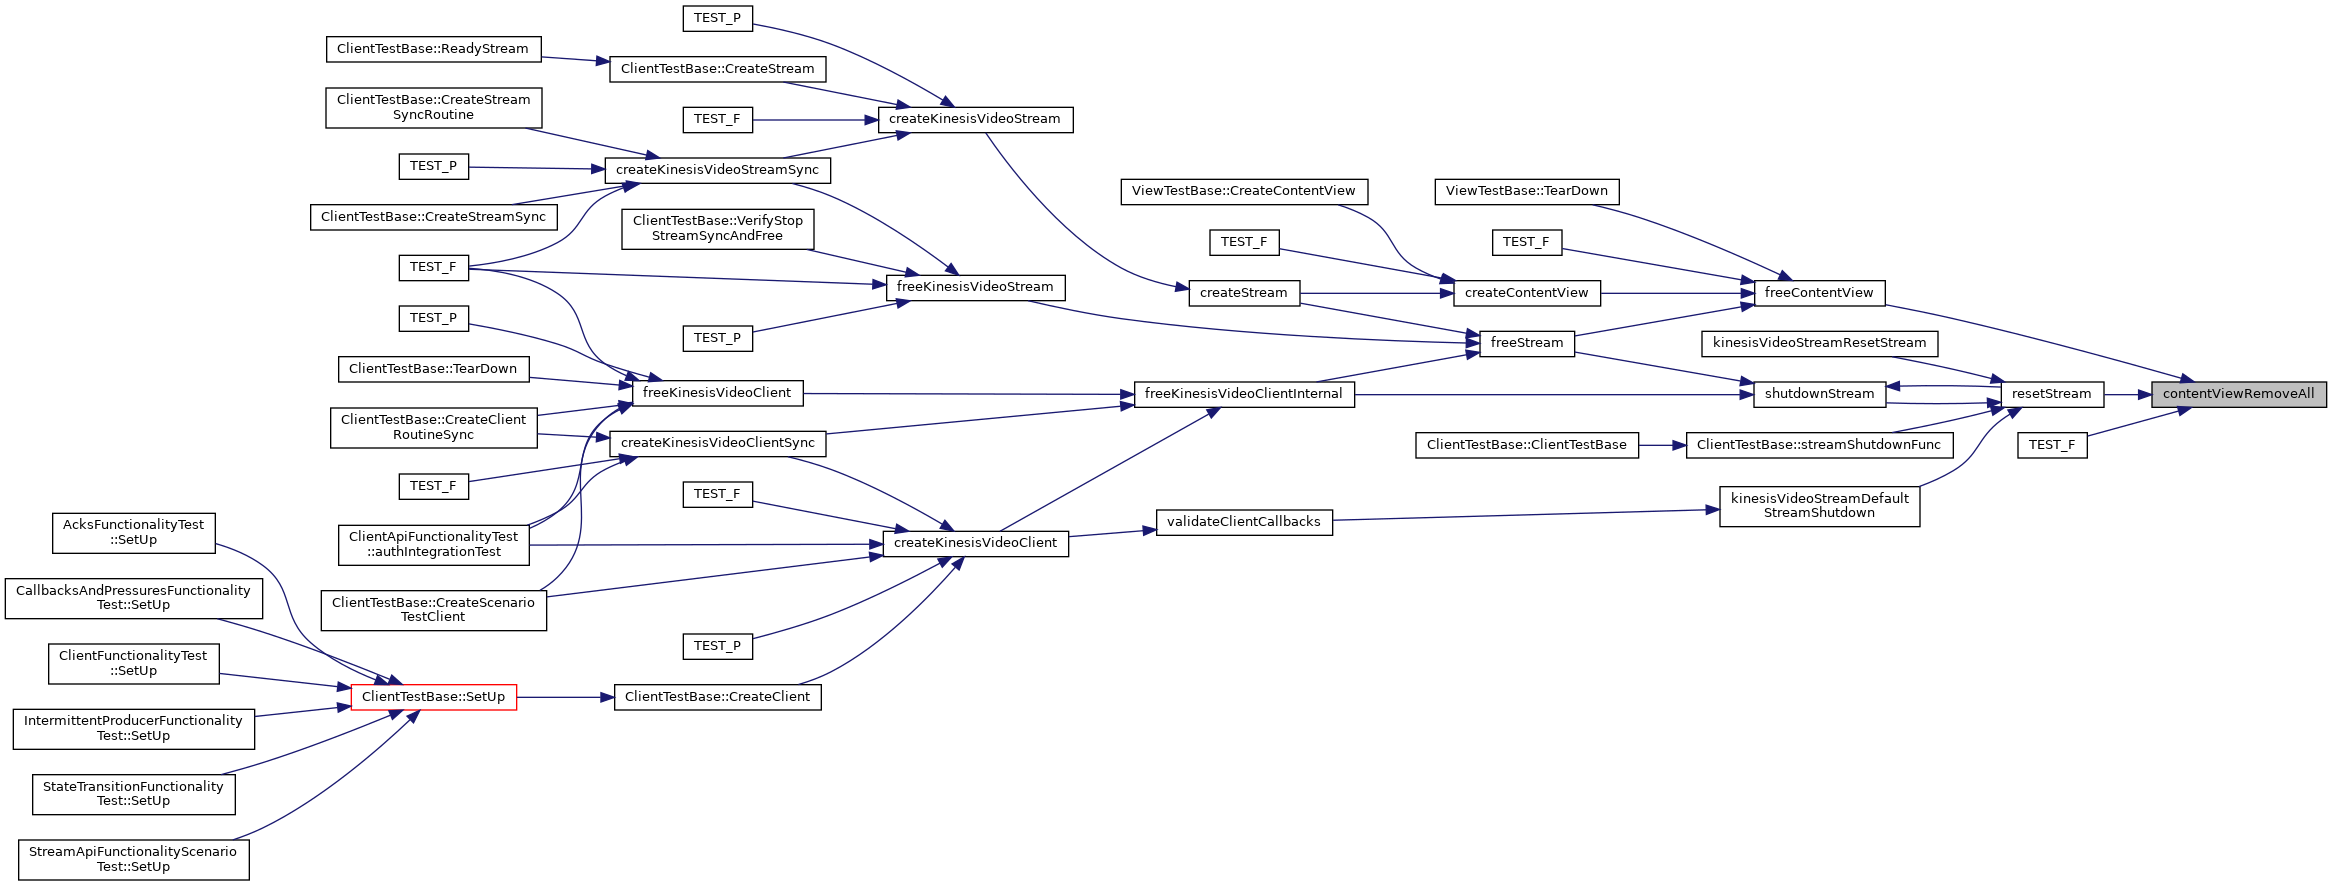 TEST_P
ClientTestBase::ReadyStream
ClientTestBase::CreateStream
ClientTestBase::CreateStream
SyncRoutine
TEST_F
createKinesisVideoStream
TEST_P
createKinesisVideoStreamSync
ClientTestBase::CreateStreamSync
ClientTestBase::VerifyStop
StreamSyncAndFree
ViewTestBase::CreateContentView
ViewTestBase::TearDown
TEST_F
TEST_F
TEST_F
freeKinesisVideoStream
createStream
createContentView
freeContentView
TEST_P
TEST_P
freeStream
kinesisVideoStreamResetStream
ClientTestBase::TearDown
freeKinesisVideoClient
freeKinesisVideoClientInternal
shutdownStream
resetStream
contentViewRemoveAll
ClientTestBase::CreateClient
RoutineSync
createKinesisVideoClientSync
ClientTestBase::ClientTestBase
ClientTestBase::streamShutdownFunc
TEST_F
TEST_F
TEST_F
kinesisVideoStreamDefault
StreamShutdown
validateClientCallbacks
AcksFunctionalityTest
::SetUp
ClientApiFunctionalityTest
::authIntegrationTest
createKinesisVideoClient
CallbacksAndPressuresFunctionality
Test::SetUp
ClientTestBase::CreateScenario
TestClient
TEST_P
ClientFunctionalityTest
::SetUp
ClientTestBase::SetUp
ClientTestBase::CreateClient
IntermittentProducerFunctionality
Test::SetUp
StateTransitionFunctionality
Test::SetUp
StreamApiFunctionalityScenario
Test::SetUp